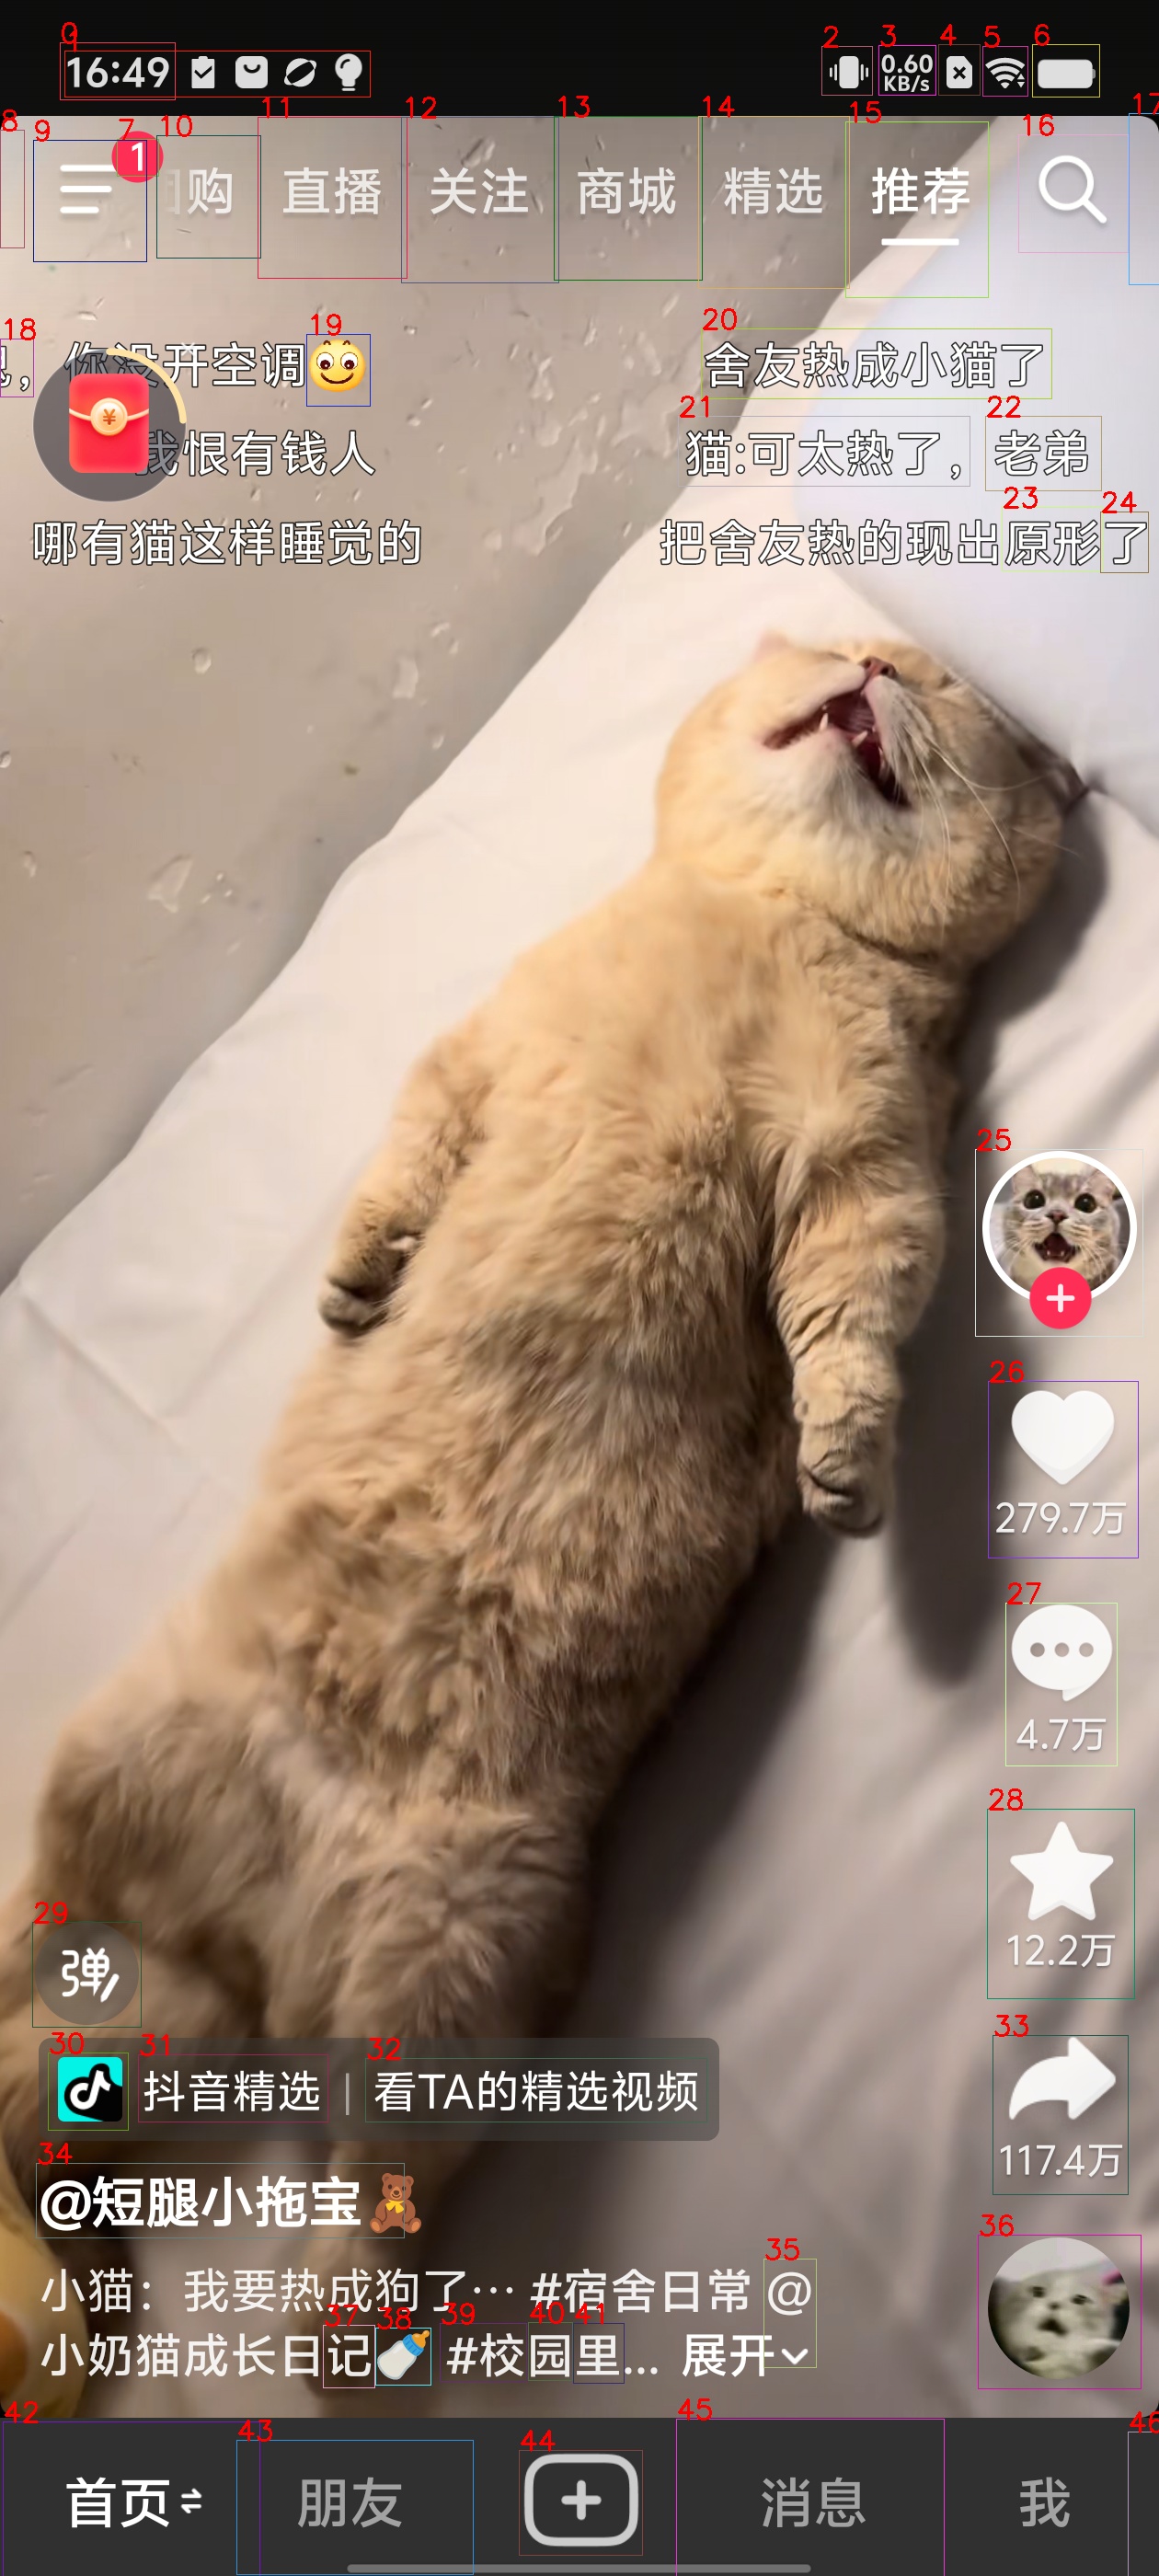 16:49
0.60
KB/s
1
购 直播 关注 商城 精选 推荐
你没开空调
舍友热成小猫了
我恨有钱人
猫:可太热了，老弟
哪有猫这样睡觉的
把舍友热的现出原形了
279.7万
4.7万
12.2万
弹
抖音精选 | 看TA的精选视频
117.4万
@短腿小拖宝
小猫：我要热成狗了… #宿舍日常 @
小奶猫成长日记 #校园里... 展开
首页 朋友 消息 我